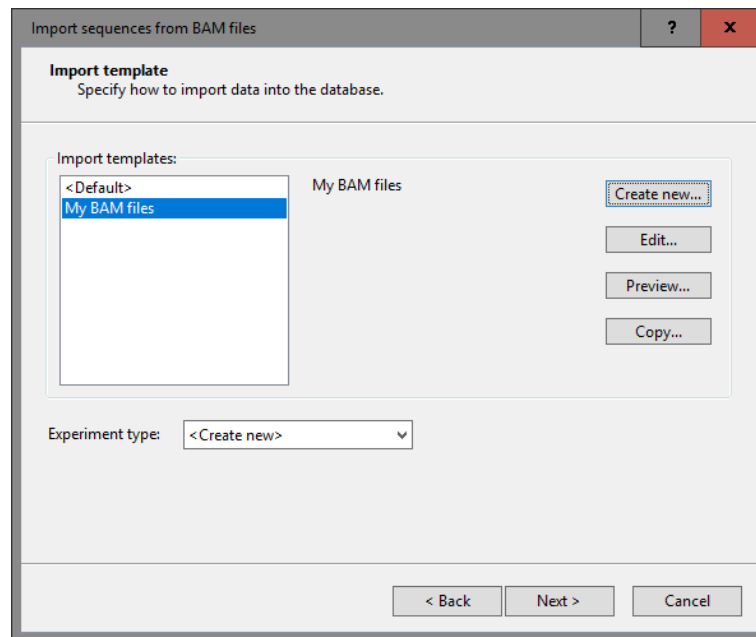 Import sequences from BAM files
? x
Import template
Specify how to import data into the database.
Import templates:
<Default>
My BAM files
My BAM files
Create new...
Edit...
Preview...
Copy...
Experiment type:
<Create new>
< Back
Next >
Cancel